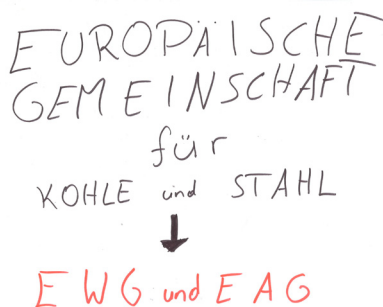 EUROPÄISCHE
GEMEINSCHAFT
für
KOHLE und STAHL
EWG und EAG